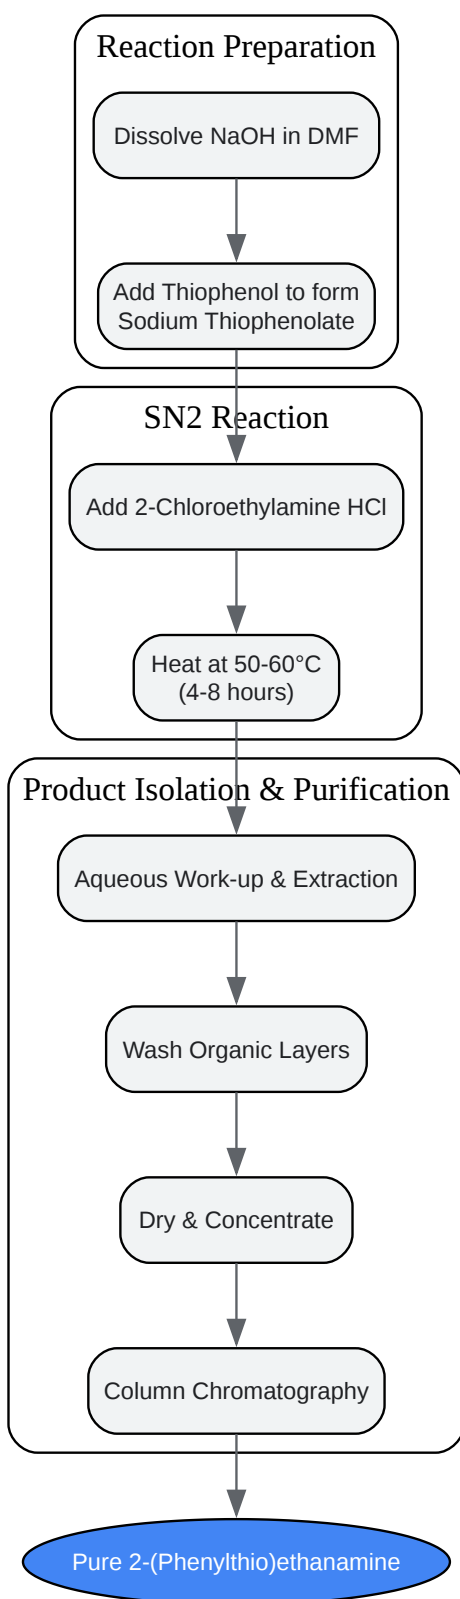 Reaction Preparation
Dissolve NaOH in DMF
Add Thiophenol to form
Sodium Thiophenolate
SN2 Reaction
Add 2-Chloroethylamine HCl
Heat at 50-60°C
(4-8 hours)
Product Isolation & Purification
Aqueous Work-up & Extraction
Wash Organic Layers
Dry & Concentrate
Column Chromatography
Pure 2-(Phenylthio)ethanamine